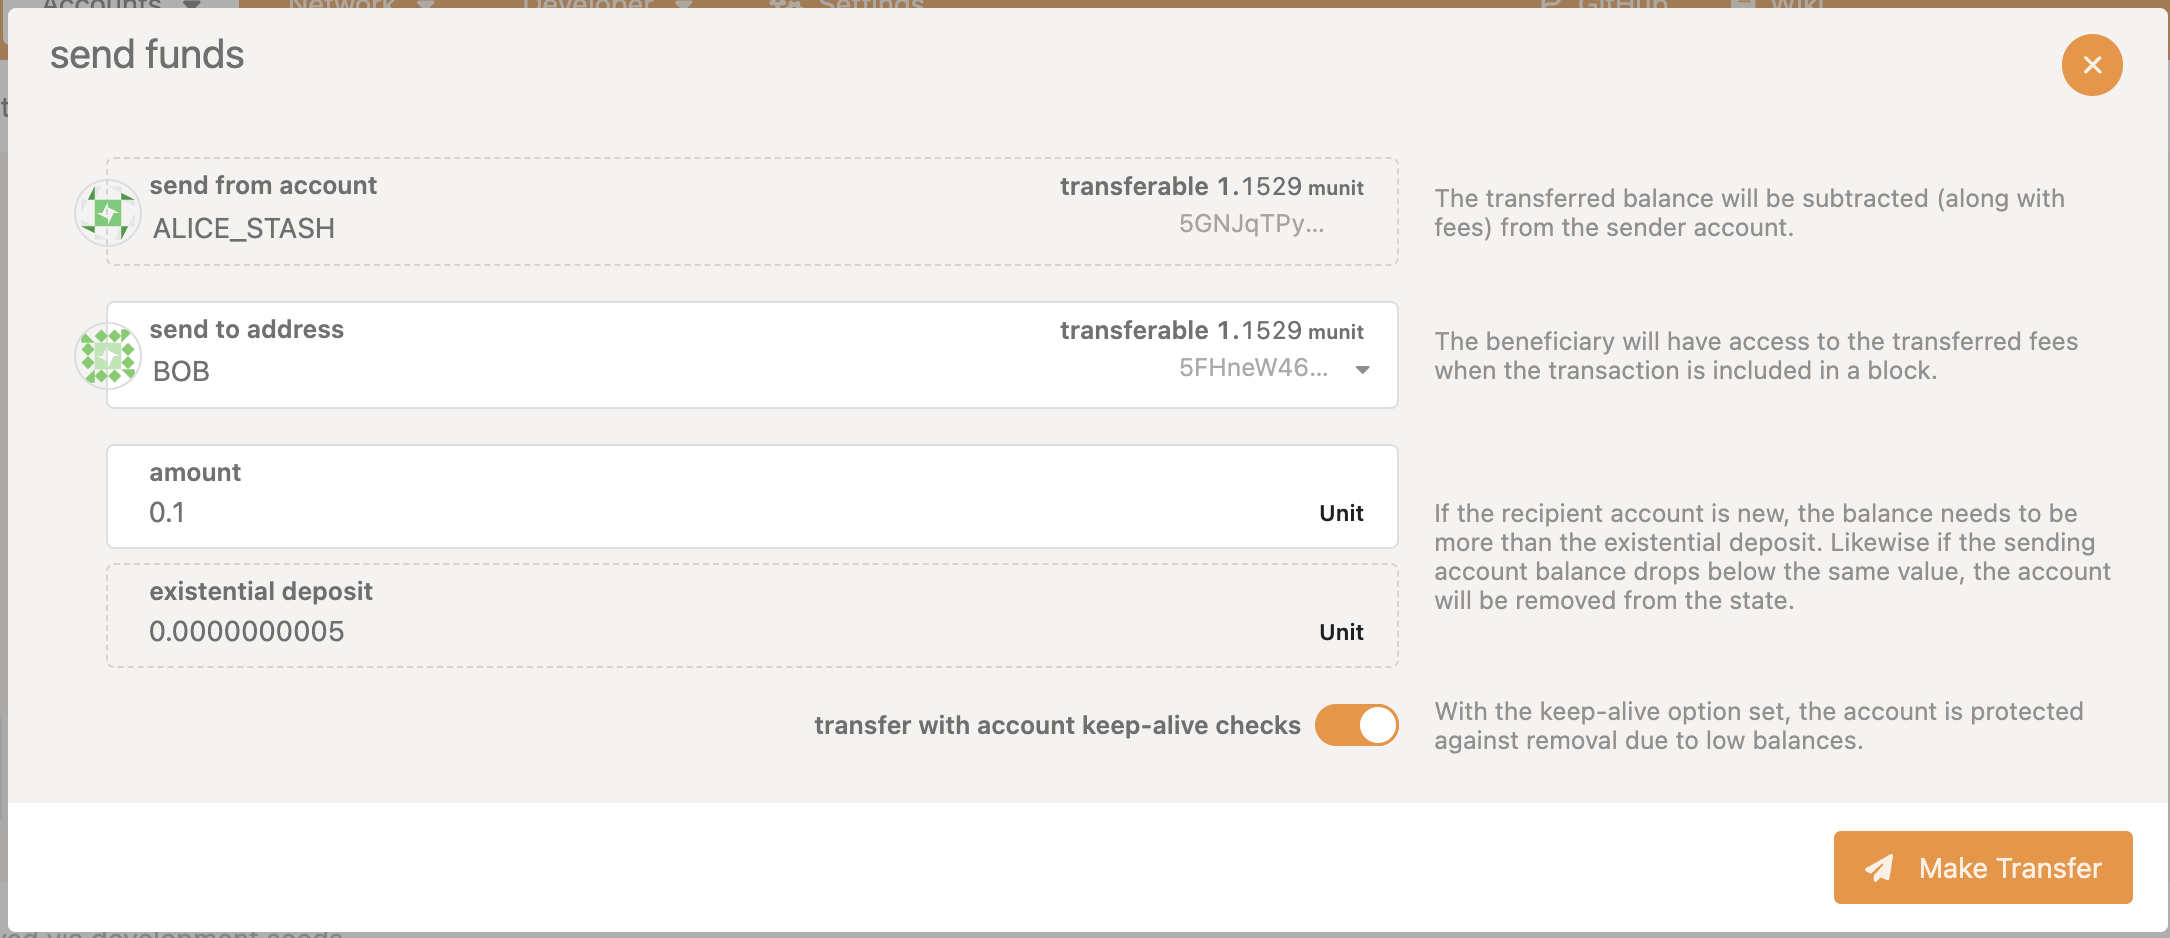 Accounts Network Developer Settings GitHub Wiki
send funds
t
send from account transferable 1.1529 munit
ALICE_STASH 5GNJqTPy...
The transferred balance will be subtracted (along with
fees) from the sender account.
send to address transferable 1.1529 munit
BOB 5FHneW46...
The beneficiary will have access to the transferred fees
when the transaction is included in a block.
amount
0.1 Unit
existential deposit
0.0000000005 Unit
If the recipient account is new, the balance needs to be
more than the existential deposit. Likewise if the sending
account balance drops below the same value, the account
will be removed from the state.
transfer with account keep-alive checks
With the keep-alive option set, the account is protected
against removal due to low balances.
Make Transfer
via development seeds